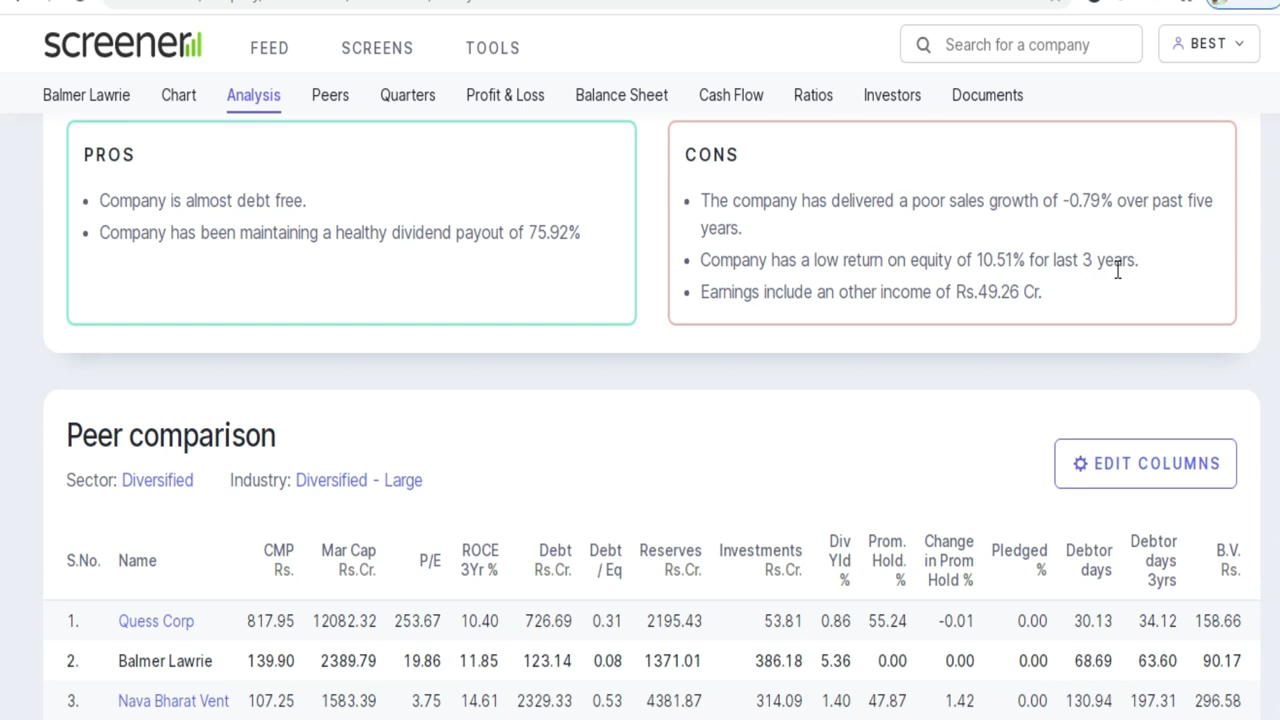 screener
FEED SCREENS TOOLS
Search for a company
BEST
Balmer Lawrie Chart Analysis Peers Quarters Profit & Loss Balance Sheet Cash Flow Ratios Investors Documents
PROS
Company is almost debt free.
Company has been maintaining a healthy dividend payout of 75.92%
CONS
The company has delivered a poor sales growth of -0.79% over past five
years.
Company has a low return on equity of 10.51% for last 3 years.
Earnings include an other income of Rs.49.26 Cr.
Peer comparison
EDIT COLUMNS
Sector: Diversified Industry: Diversified - Large
S.No. Name CMP Rs. Mar Cap Rs.Cr. P/E ROCE 3Yr % Debt Rs.Cr. Debt / Eq Reserves Rs.Cr. Investments Rs.Cr. Div Yld % Prom. Hold. % Change in Prom Hold % Pledged % Debtor days Debtor days 3yrs B.V. Rs.
1. Quess Corp 817.95 12082.32 253.67 10.40 726.69 0.31 2195.43 53.81 0.86 55.24 -0.01 0.00 30.13 34.12 158.66
2. Balmer Lawrie 139.90 2389.79 19.86 11.85 123.14 0.08 1371.01 386.18 5.36 0.00 0.00 0.00 68.69 63.60 90.17
3. Nava Bharat Vent 107.25 1583.39 3.75 14.61 2329.33 0.53 4381.87 314.09 1.40 47.87 1.42 0.00 130.94 197.31 296.58